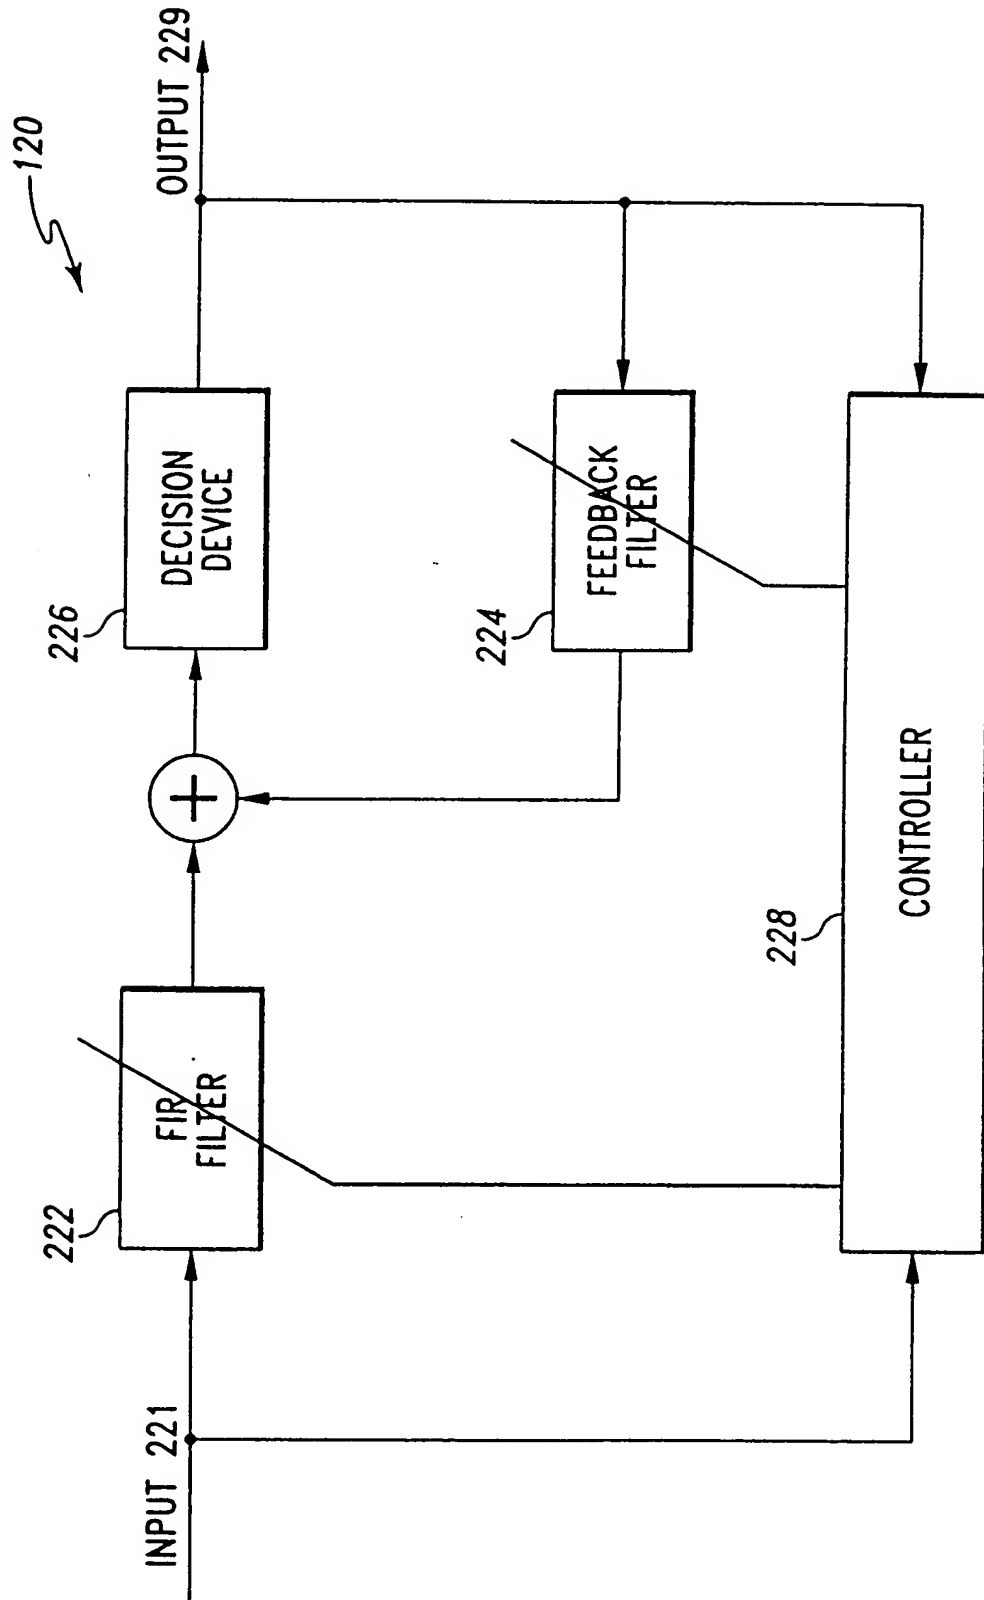 120
INPUT 221
222
FIR
FILTER
226
DECISION
DEVICE
OUTPUT 229
224
FEEDBACK
FILTER
228
CONTROLLER